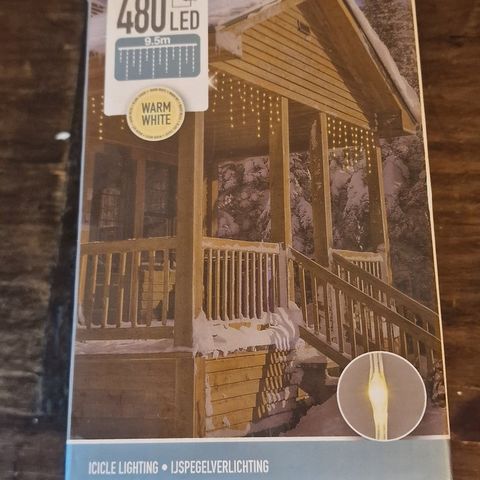 480 LED
9.5m
WARM
WHITE
ICICLE LIGHTING • IJSPEGELVERLICHTING